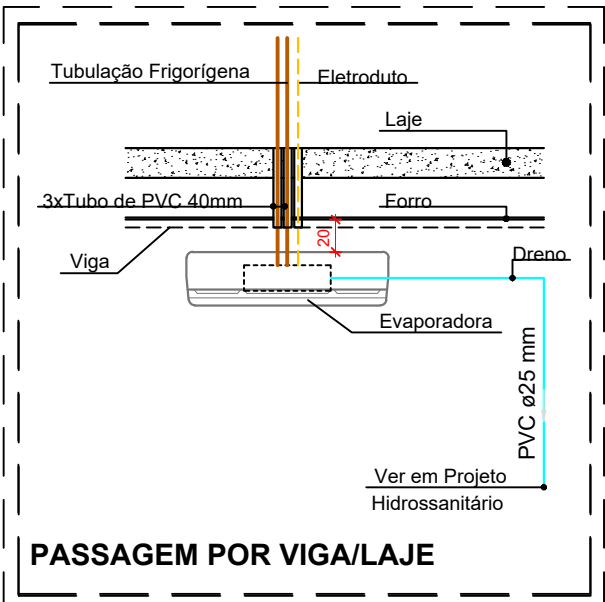 Tubulação Frigorígena
Eletroduto
Laje
3xTubo de PVC 40mm
Forro
20
Viga
Dreno
Evaporadora
PVC ø25 mm
Ver em Projeto
Hidrossanitário
PASSAGEM POR VIGA/LAJE